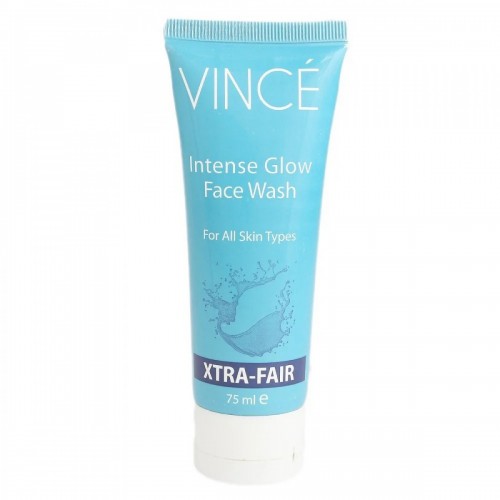 VINCÉ
Intense Glow
Face Wash
For All Skin Types
XTRA-FAIR
75 ml ℮